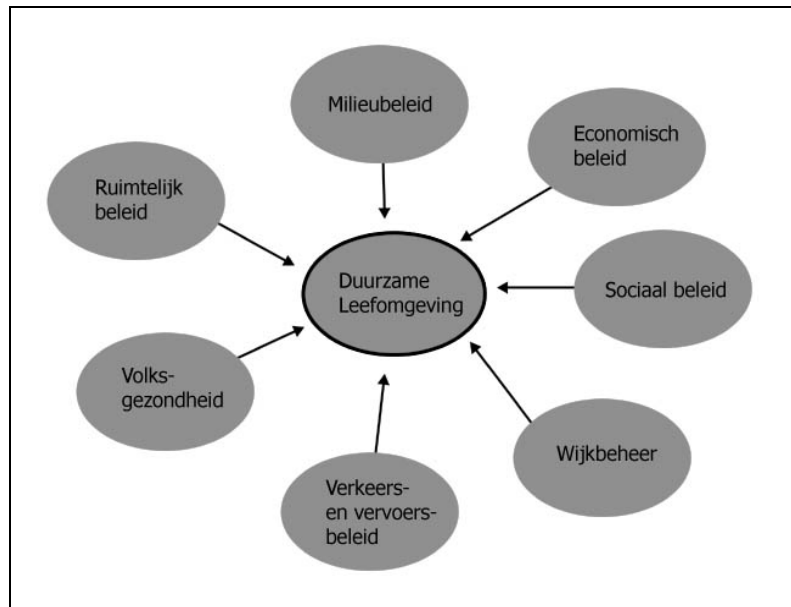 Milieubeleid
Economisch
beleid
Ruimtelijk
beleid
Duurzame
Leefomgeving
Sociaal beleid
Volks-
gezondheid
Wijkbeheer
Verkeers-
en vervoers-
beleid